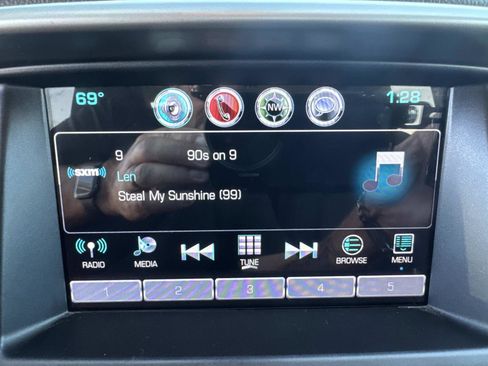 69° NW 1:28
9 90s on 9
((sxm))
Len
Steal My Sunshine (99)
RADIO MEDIA TUNE BROWSE MENU
1 2 3 4 5